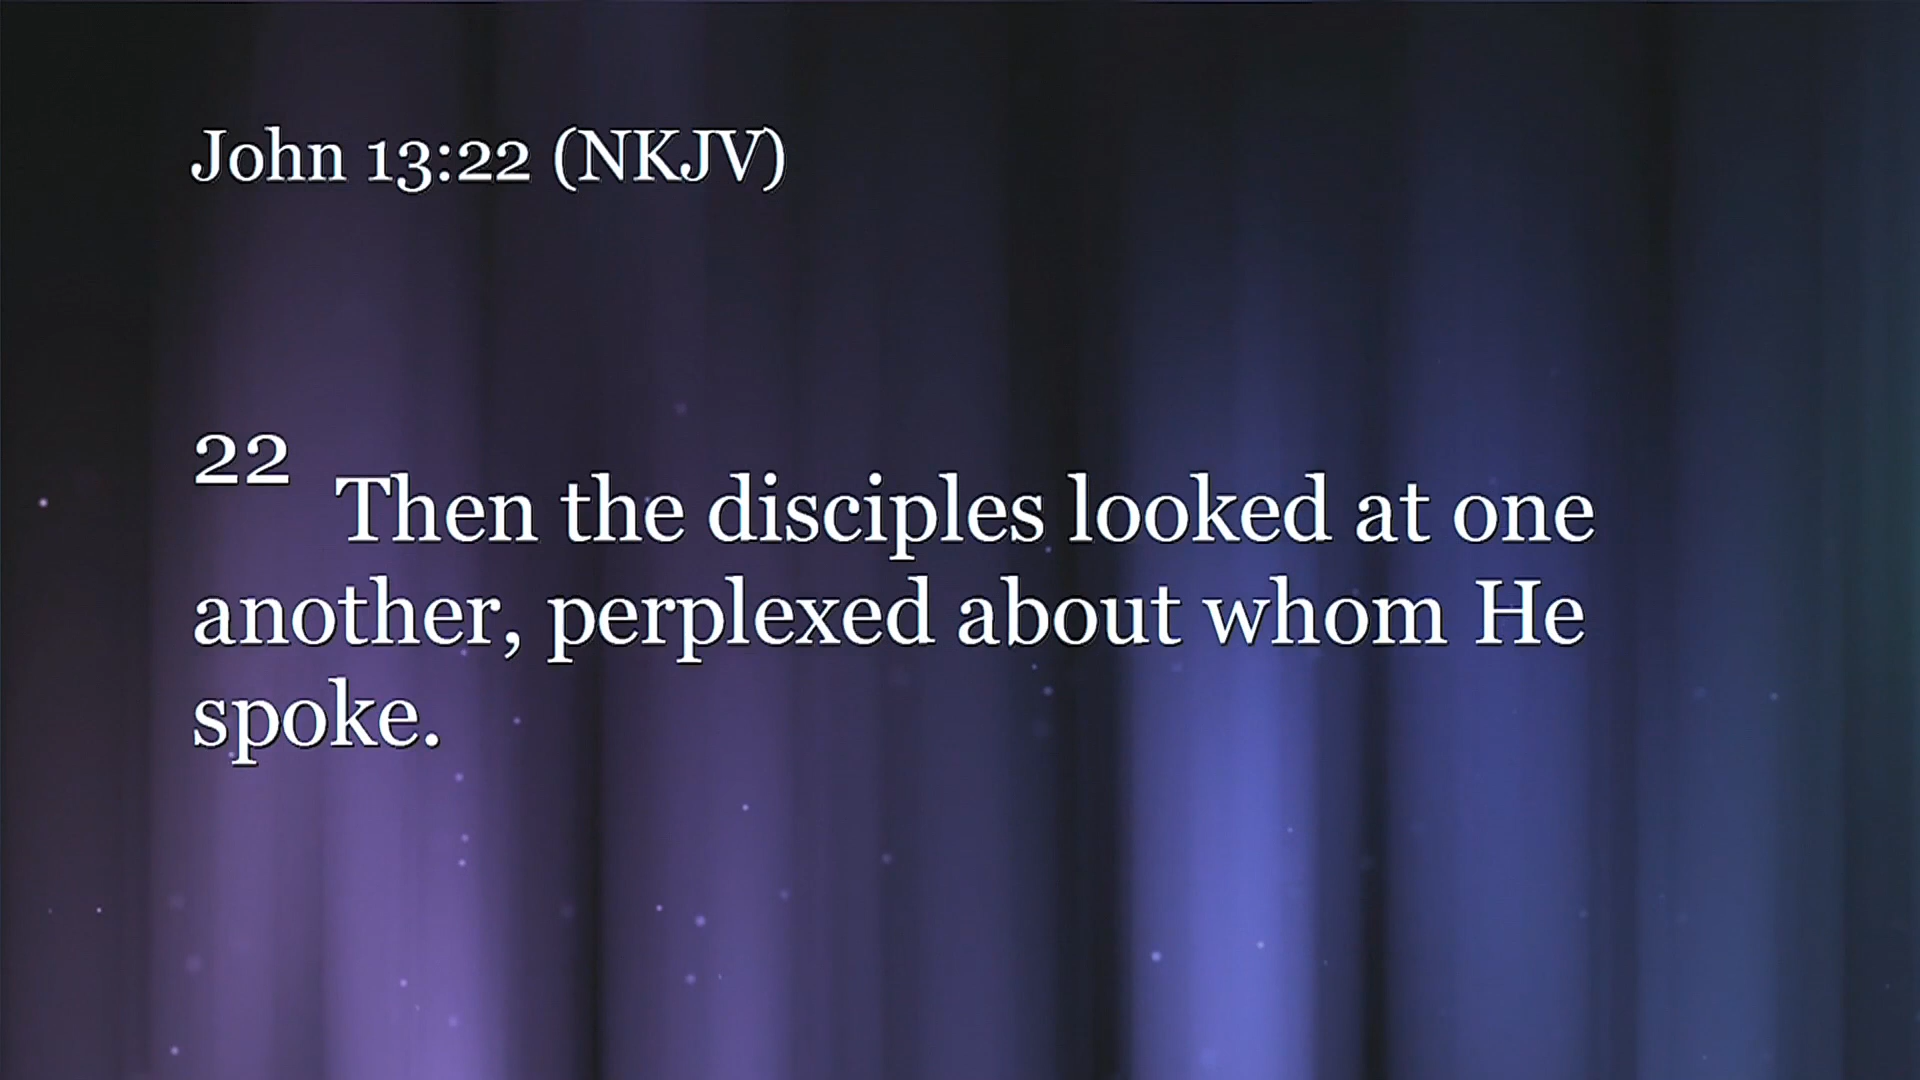 John 13:22 (NKJV)
22 Then the disciples looked at one
another, perplexed about whom He
spoke.